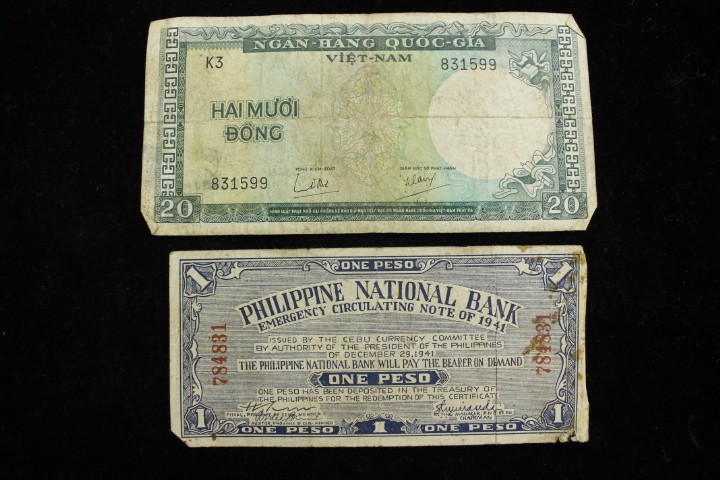 NGÂN-HÀNG QUỐC-GIA
VIỆT-NAM
K3
831599
HAI MƯƠI
ĐỒNG
831599
20
20
1
ONE PESO
1
PHILIPPINE NATIONAL BANK
EMERGENCY CIRCULATING NOTE OF 1941
ISSUED BY THE CEBU CURRENCY COMMITTEE
BY AUTHORITY OF THE PRESIDENT OF THE PHILIPPINES
OF DECEMBER 29, 1941
THE PHILIPPINE NATIONAL BANK WILL PAY THE BEARER ON DEMAND
ONE PESO
784831
784831
ONE PESO HAS BEEN DEPOSITED IN THE TREASURY OF
THE PHILIPPINES FOR THE REDEMPTION OF THIS CERTIFICATE
CHAIRMAN
1
1
1
ONE PESO
ONE PESO